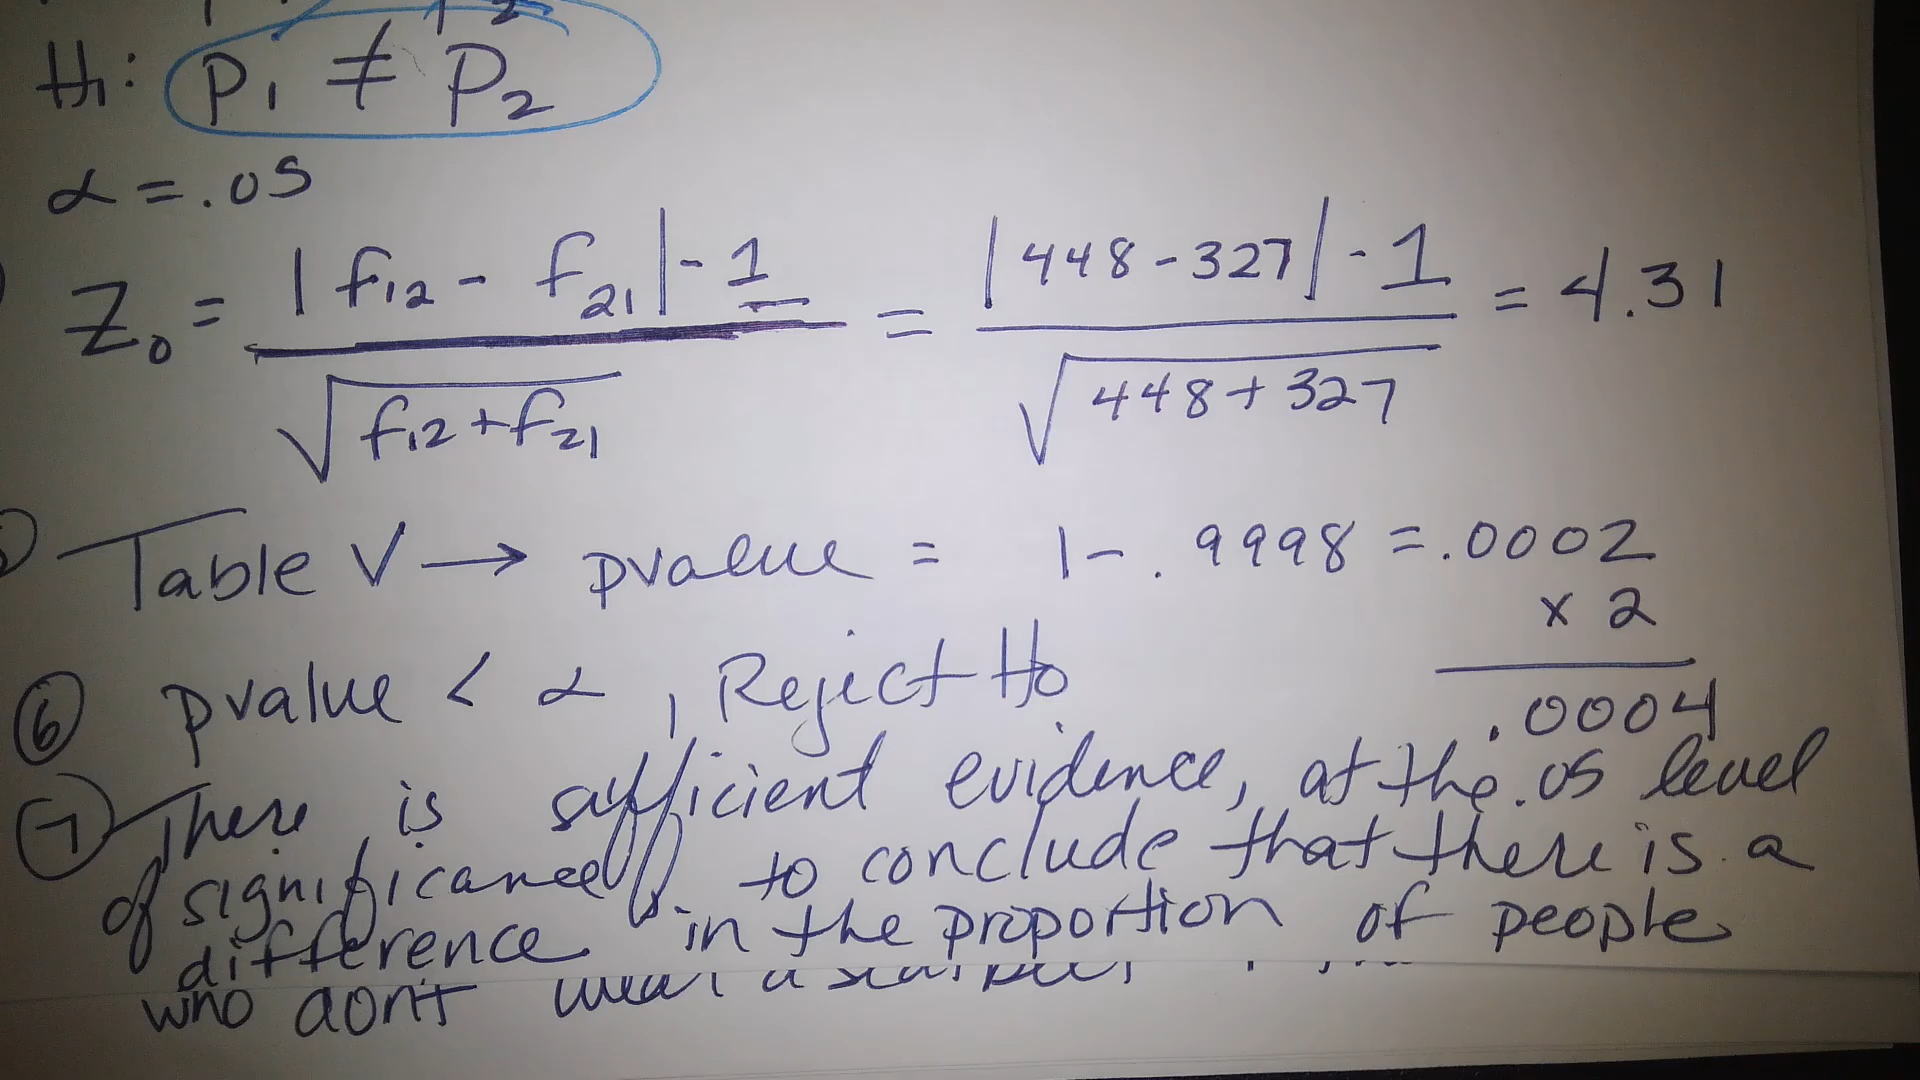 H₁: p₁ ≠ p₂
α = .05
Z₀ = |f₁₂ - f₂₁| - 1 / √(f₁₂ + f₂₁) = |448 - 327| - 1 / √(448 + 327) = 4.31
Table V → pvalue = 1 - .9998 = .0002
x 2
.0004
⑥ pvalue < α, Reject Ho
⑦ There is sufficient evidence, at the .05 level
of significance to conclude that there is a
difference in the proportion of people
who don't wear a